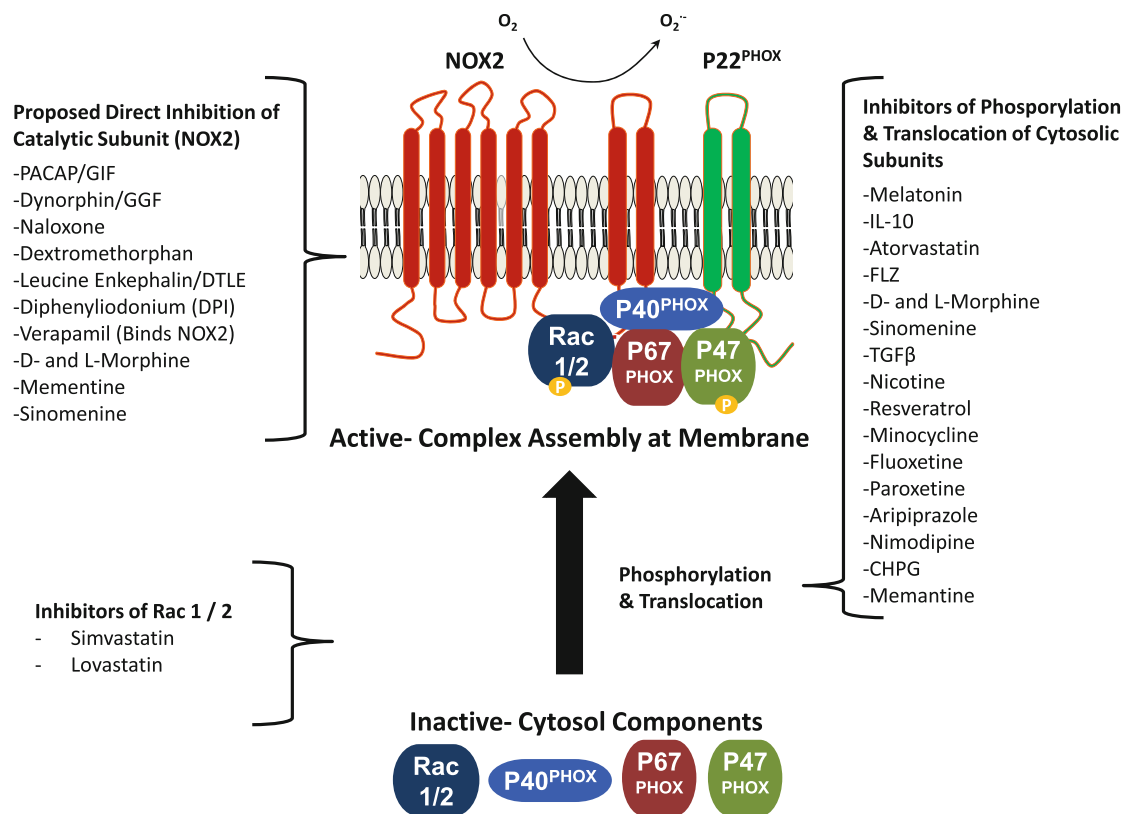 O2
O2·-
NOX2
P22PHOX
Proposed Direct Inhibition of
Catalytic Subunit (NOX2)
-PACAP/GIF
-Dynorphin/GGF
-Naloxone
-Dextromethorphan
-Leucine Enkephalin/DTLE
-Diphenyliodonium (DPI)
-Verapamil (Binds NOX2)
-D- and L-Morphine
-Mementine
-Sinomenine
Inhibitors of Phosporylation
& Translocation of Cytosolic
Subunits
-Melatonin
-IL-10
-Atorvastatin
-FLZ
-D- and L-Morphine
-Sinomenine
-TGFβ
-Nicotine
-Resveratrol
-Minocycline
-Fluoxetine
-Paroxetine
-Aripiprazole
-Nimodipine
-CHPG
-Memantine
P40PHOX
Rac
1/2
P
P67
PHOX
P47
PHOX
P
Active- Complex Assembly at Membrane
Phosphorylation
& Translocation
Inhibitors of Rac 1 / 2
- Simvastatin
- Lovastatin
Inactive- Cytosol Components
Rac
1/2
P40PHOX
P67
PHOX
P47
PHOX